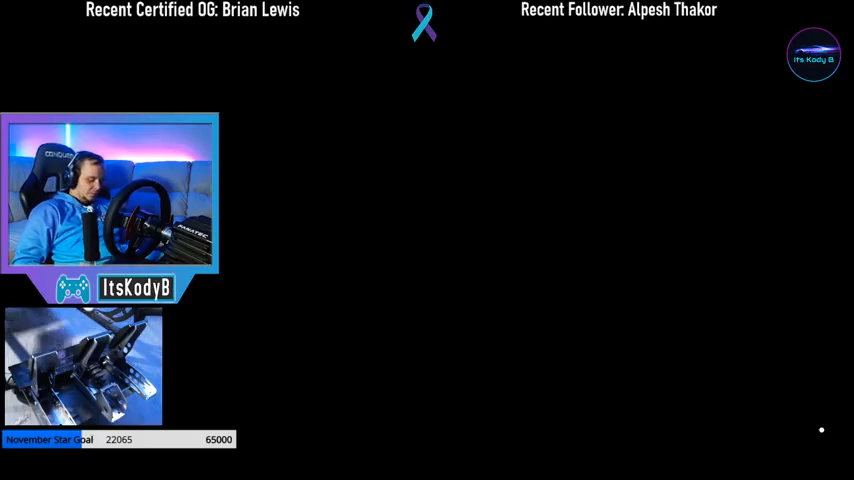 Recent Certified OG: Brian Lewis
Recent Follower: Alpesh Thakor
Its Kody B
CONQUER
FANATEC
ItsKodyB
November Star Goal 22065 65000